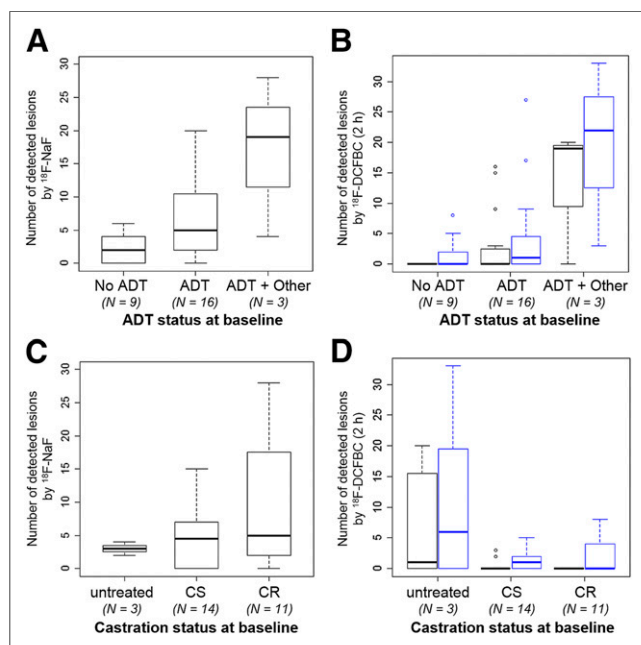 A
Number of detected lesions
by ¹⁸F-NaF
30
25
20
15
10
5
0
No ADT ADT ADT + Other
(N = 9) (N = 16) (N = 3)
ADT status at baseline
B
Number of detected lesions
by ¹⁸F-DCFBC (2 h)
30
20
10
5
0
No ADT ADT ADT + Other
(N = 9) (N = 16) (N = 3)
ADT status at baseline
C
Number of detected lesions
by ¹⁸F-NaF
30
25
20
15
10
5
0
untreated CS CR
(N = 3) (N = 14) (N = 11)
Castration status at baseline
D
Number of detected lesions
by ¹⁸F-DCFBC (2 h)
30
20
10
5
0
untreated CS CR
(N = 3) (N = 14) (N = 11)
Castration status at baseline